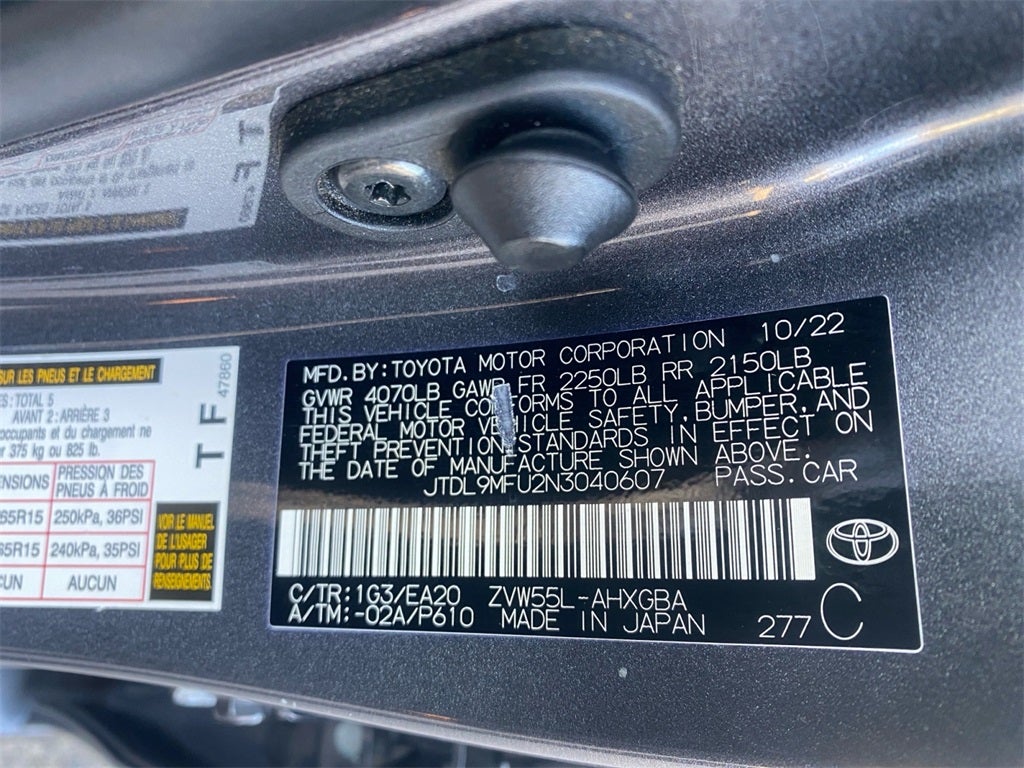 SUR LES PNEUS ET LE CHARGEMENT
47860
T F
ES: TOTAL 5
AVANT 2: ARRIÈRE 3
occupants et du chargement ne
er 375 kg ou 825 lb.
ENSIONS PRESSION DES
PNEUS À FROID
65R15 250kPa, 36PSI
65R15 240kPa, 35PSI
CUN AUCUN
VOIR LE MANUEL
DE L'USAGER
POUR PLUS DE
RENSEIGNEMENTS
MFD. BY: TOYOTA MOTOR CORPORATION 10/22
GVWR 4070LB GAWR FR 2250LB RR 2150LB
THIS VEHICLE CONFORMS TO ALL APPLICABLE
FEDERAL MOTOR VEHICLE SAFETY, BUMPER, AND
THEFT PREVENTION STANDARDS IN EFFECT ON
THE DATE OF MANUFACTURE SHOWN ABOVE.
JTDL9MFU2N3040607 PASS. CAR
C/TR: 1G3/EA20 ZVW55L-AHXGBA
A/TM: -02A/P610 MADE IN JAPAN 277 C